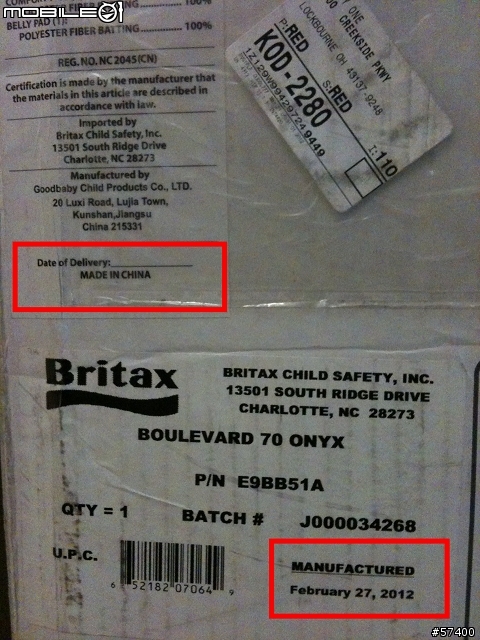 MOBILE01
100%
BELLY PAD (1)
POLYESTER FIBER BATTING............ 100%
REG. NO. NC 2045(CN)
Certification is made by the manufacturer that
the materials in this article are described in
accordance with law.
Imported by
Britax Child Safety, Inc.
13501 South Ridge Drive
Charlotte, NC 28273
Manufactured by
Goodbaby Child Products Co., LTD.
20 Luxi Road, Lujia Town,
Kunshan,Jiangsu
China 215331
Date of Delivery:
MADE IN CHINA
ONE
CREEKSIDE PKWY
LOCKBOURNE OH 43137-9248
P:RED
S:RED
KOD-2280
I:110
Britax
BRITAX CHILD SAFETY, INC.
13501 SOUTH RIDGE DRIVE
CHARLOTTE, NC 28273
BOULEVARD 70 ONYX
P/N E9BB51A
QTY = 1
BATCH # J000034268
U.P.C.
6 52182 07064 9
MANUFACTURED
February 27, 2012
#57400